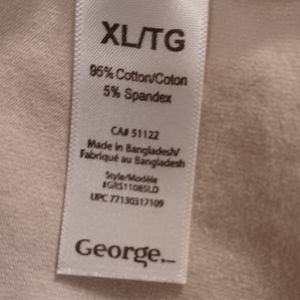 XL/TG
95% Cotton/Coton
5% Spandex
CA# 51122
Made in Bangladesh/
Fabriqué au Bangladesh
Style/Modèle
#GRS11085LD
UPC 77130317109
George